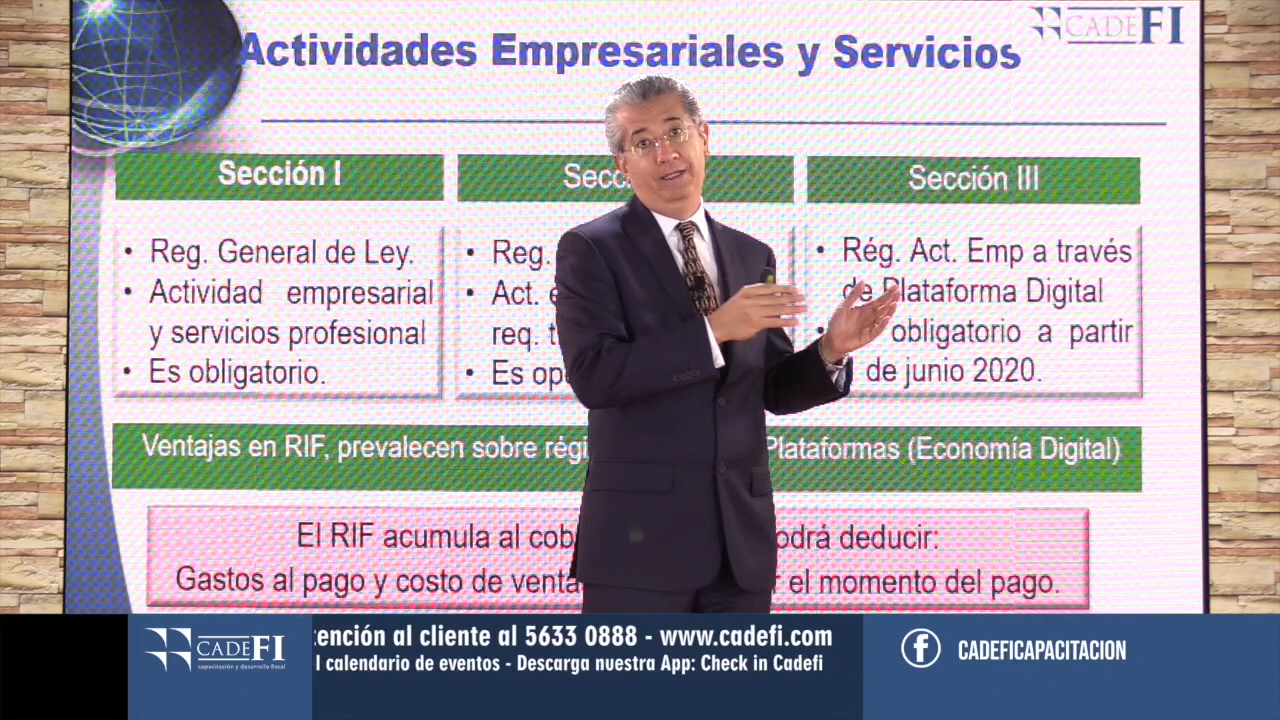 CADEFI
Actividades Empresariales y Servicios
Sección I
Secc
Sección III
• Reg. General de Ley.
• Actividad empresarial
y servicios profesional
• Es obligatorio.
• Reg.
• Act.
req.
• Es
• Rég. Act. Emp a través
de Plataforma Digital
obligatorio a partir
de junio 2020.
Ventajas en RIF, prevalecen sobre régi
Plataformas (Economía Digital)
El RIF acumula al cob
odrá deducir:
Gastos al pago y costo de venta
el momento del pago.
CADEFI
capacitación y desarrollo fiscal
tención al cliente al 5633 0888 - www.cadefi.com
l calendario de eventos - Descarga nuestra App: Check in Cadefi
f
CADEFICAPACITACION